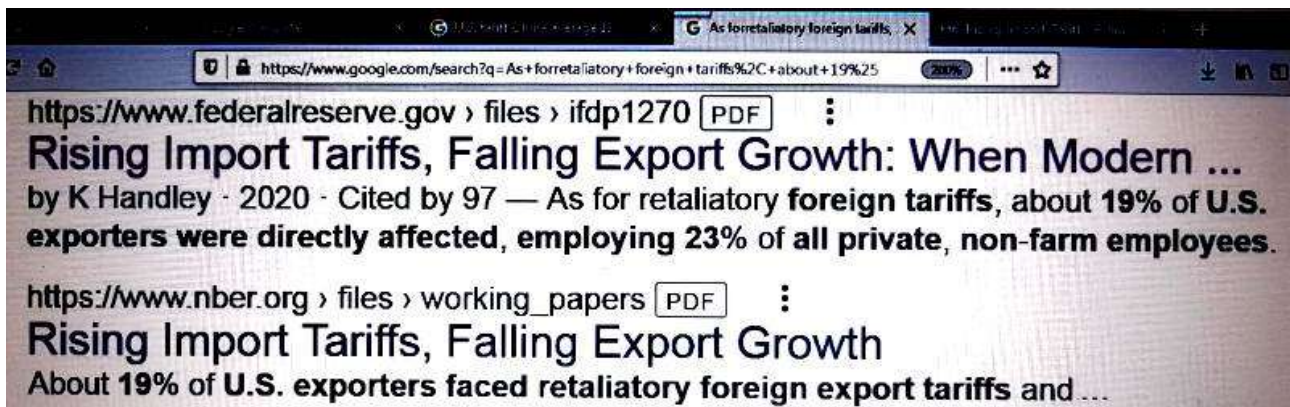 As forretaliatory foreign tariffs,
https://www.google.com/search?q=As+forretaliatory+foreign+tariffs%2C+about+19%25
200%
https://www.federalreserve.gov › files › ifdp1270 PDF
Rising Import Tariffs, Falling Export Growth: When Modern ...
by K Handley · 2020 · Cited by 97 — As for retaliatory foreign tariffs, about 19% of U.S.
exporters were directly affected, employing 23% of all private, non-farm employees.
https://www.nber.org › files › working_papers PDF
Rising Import Tariffs, Falling Export Growth
About 19% of U.S. exporters faced retaliatory foreign export tariffs and ...